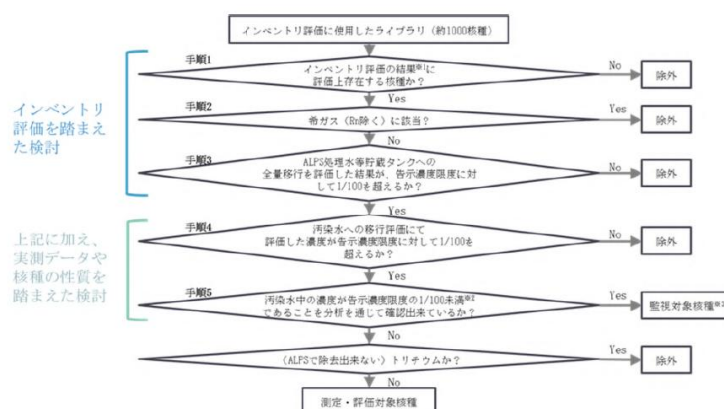 インベントリ評価に使用したライブラリ（約1000核種）
手順1
インベントリ評価の結果※1に
評価上存在する核種か？
No
除外
Yes
手順2
希ガス（Rn除く）に該当？
Yes
除外
No
インベントリ
評価を踏まえ
た検討
手順3
ALPS処理水等貯蔵タンクへの
全量移行を評価した結果が、告示濃度限度に対
して1/100を超えるか？
No
除外
Yes
手順4
汚染水への移行評価にて
評価した濃度が告示濃度限度に対して1/100を
超えるか？
No
除外
Yes
上記に加え、
実測データや
核種の性質を
踏まえた検討
手順5
汚染水中の濃度が告示濃度限度の1/100未満※2
であることを分析を通じて確認出来ているか？
Yes
監視対象核種※3
No
（ALPSで除去出来ない）トリチウムか？
Yes
除外
No
測定・評価対象核種